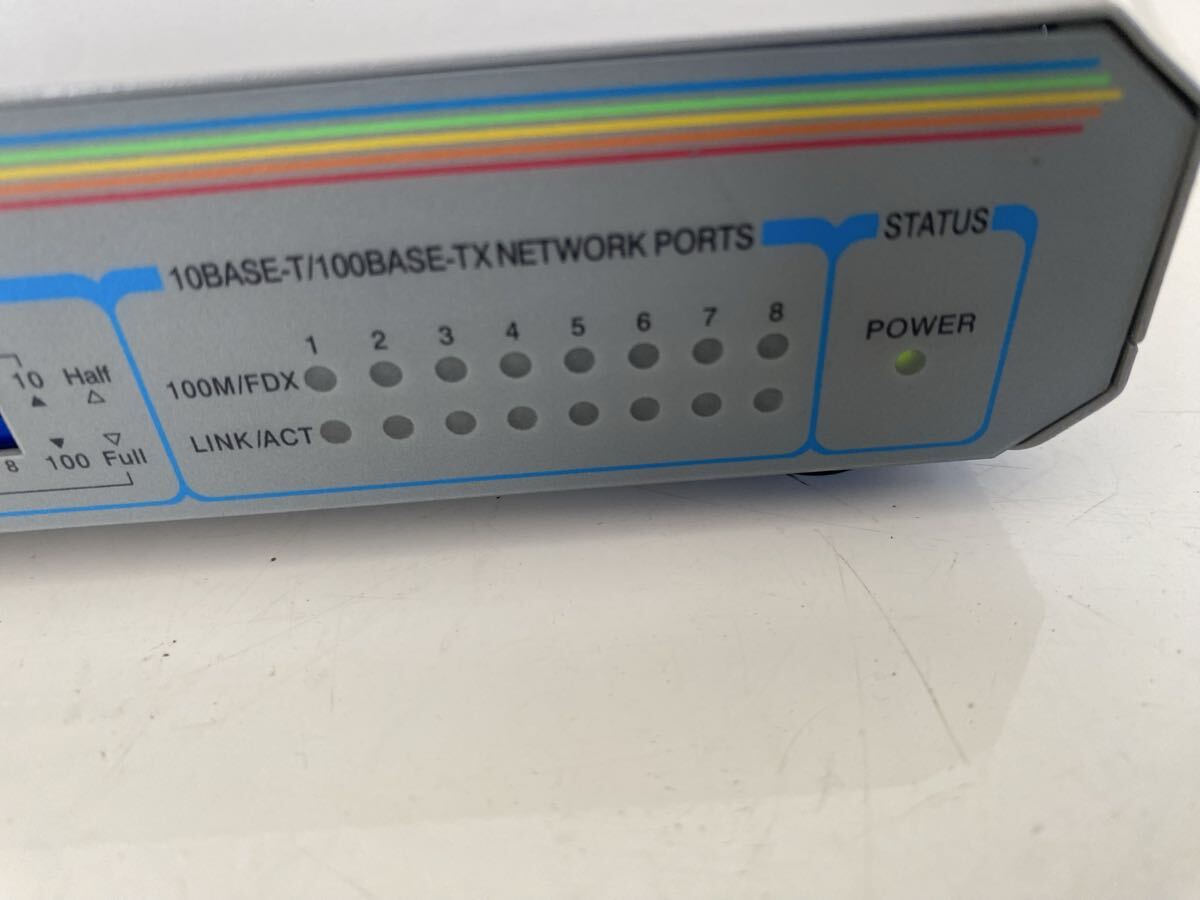 10BASE-T/100BASE-TX NETWORK PORTS
STATUS
1 2 3 4 5 6 7 8
POWER
10 Half
100M/FDX
LINK/ACT
8 100 Full